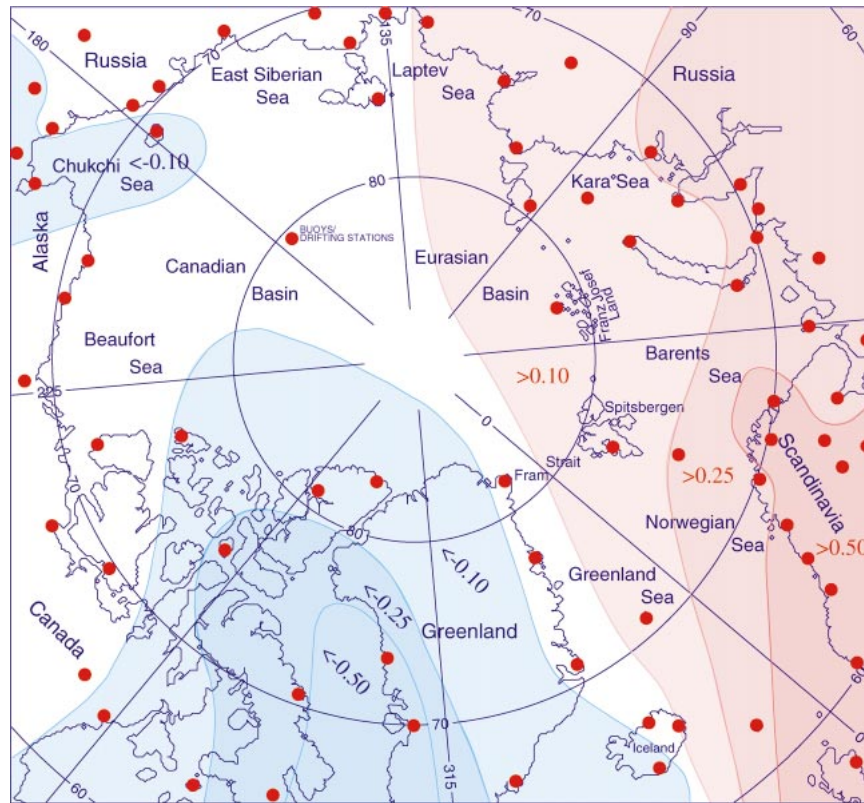 180
Russia
70
East Siberian
Sea
135
Laptev
Sea
70
90
60
Russia
Chukchi
Sea
<-0.10
80
Kara Sea
BUOYS/
DRIFTING STATIONS
Alaska
Canadian
Basin
Eurasian
Basin
Franz Josef
Land
Beaufort
Sea
Barents
Sea
>0.10
225
0
Spitsbergen
Scandinavia
Fram
Strait
>0.25
70
80
Norwegian
Sea
>0.50
<-0.10
<-0.25
<-0.50
Greenland
Greenland
Sea
Canada
60
70
Iceland
0
60
315